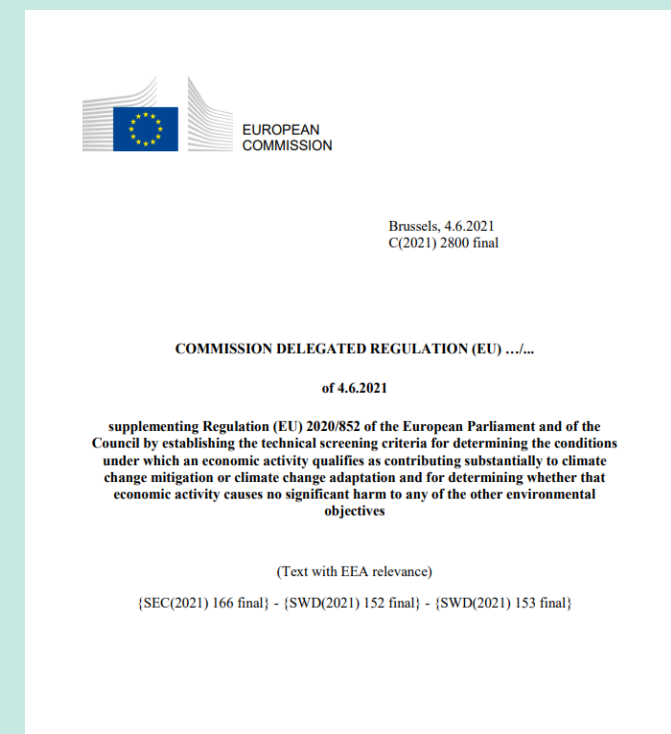 EUROPEAN
COMMISSION
Brussels, 4.6.2021
C(2021) 2800 final
COMMISSION DELEGATED REGULATION (EU) …/...
of 4.6.2021
supplementing Regulation (EU) 2020/852 of the European Parliament and of the
Council by establishing the technical screening criteria for determining the conditions
under which an economic activity qualifies as contributing substantially to climate
change mitigation or climate change adaptation and for determining whether that
economic activity causes no significant harm to any of the other environmental
objectives
(Text with EEA relevance)
{SEC(2021) 166 final} - {SWD(2021) 152 final} - {SWD(2021) 153 final}